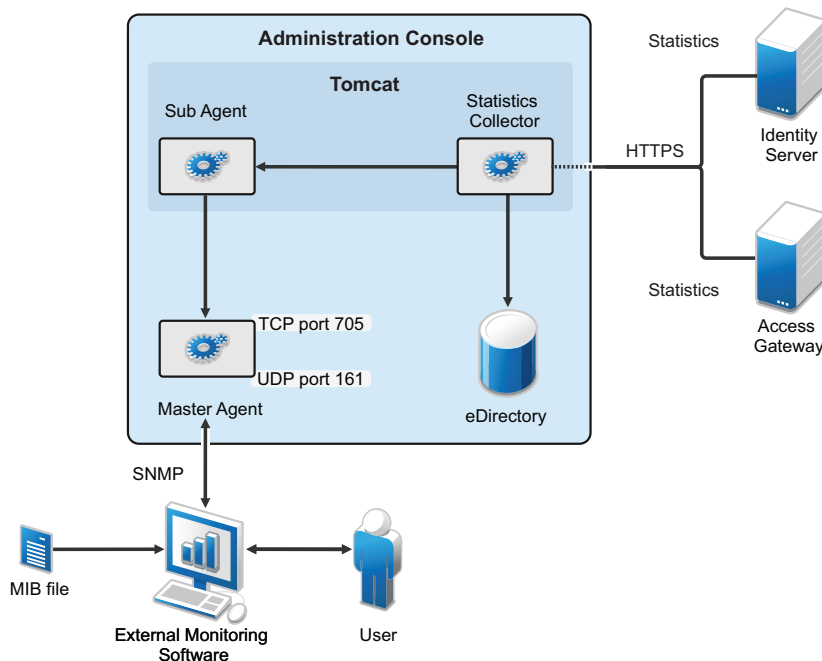 Administration Console
Statistics
Tomcat
Sub Agent
Statistics
Collector
Identity
Server
HTTPS
Statistics
TCP port 705
Access
Gateway
UDP port 161
Master Agent
eDirectory
SNMP
MIB file
External Monitoring
Software
User